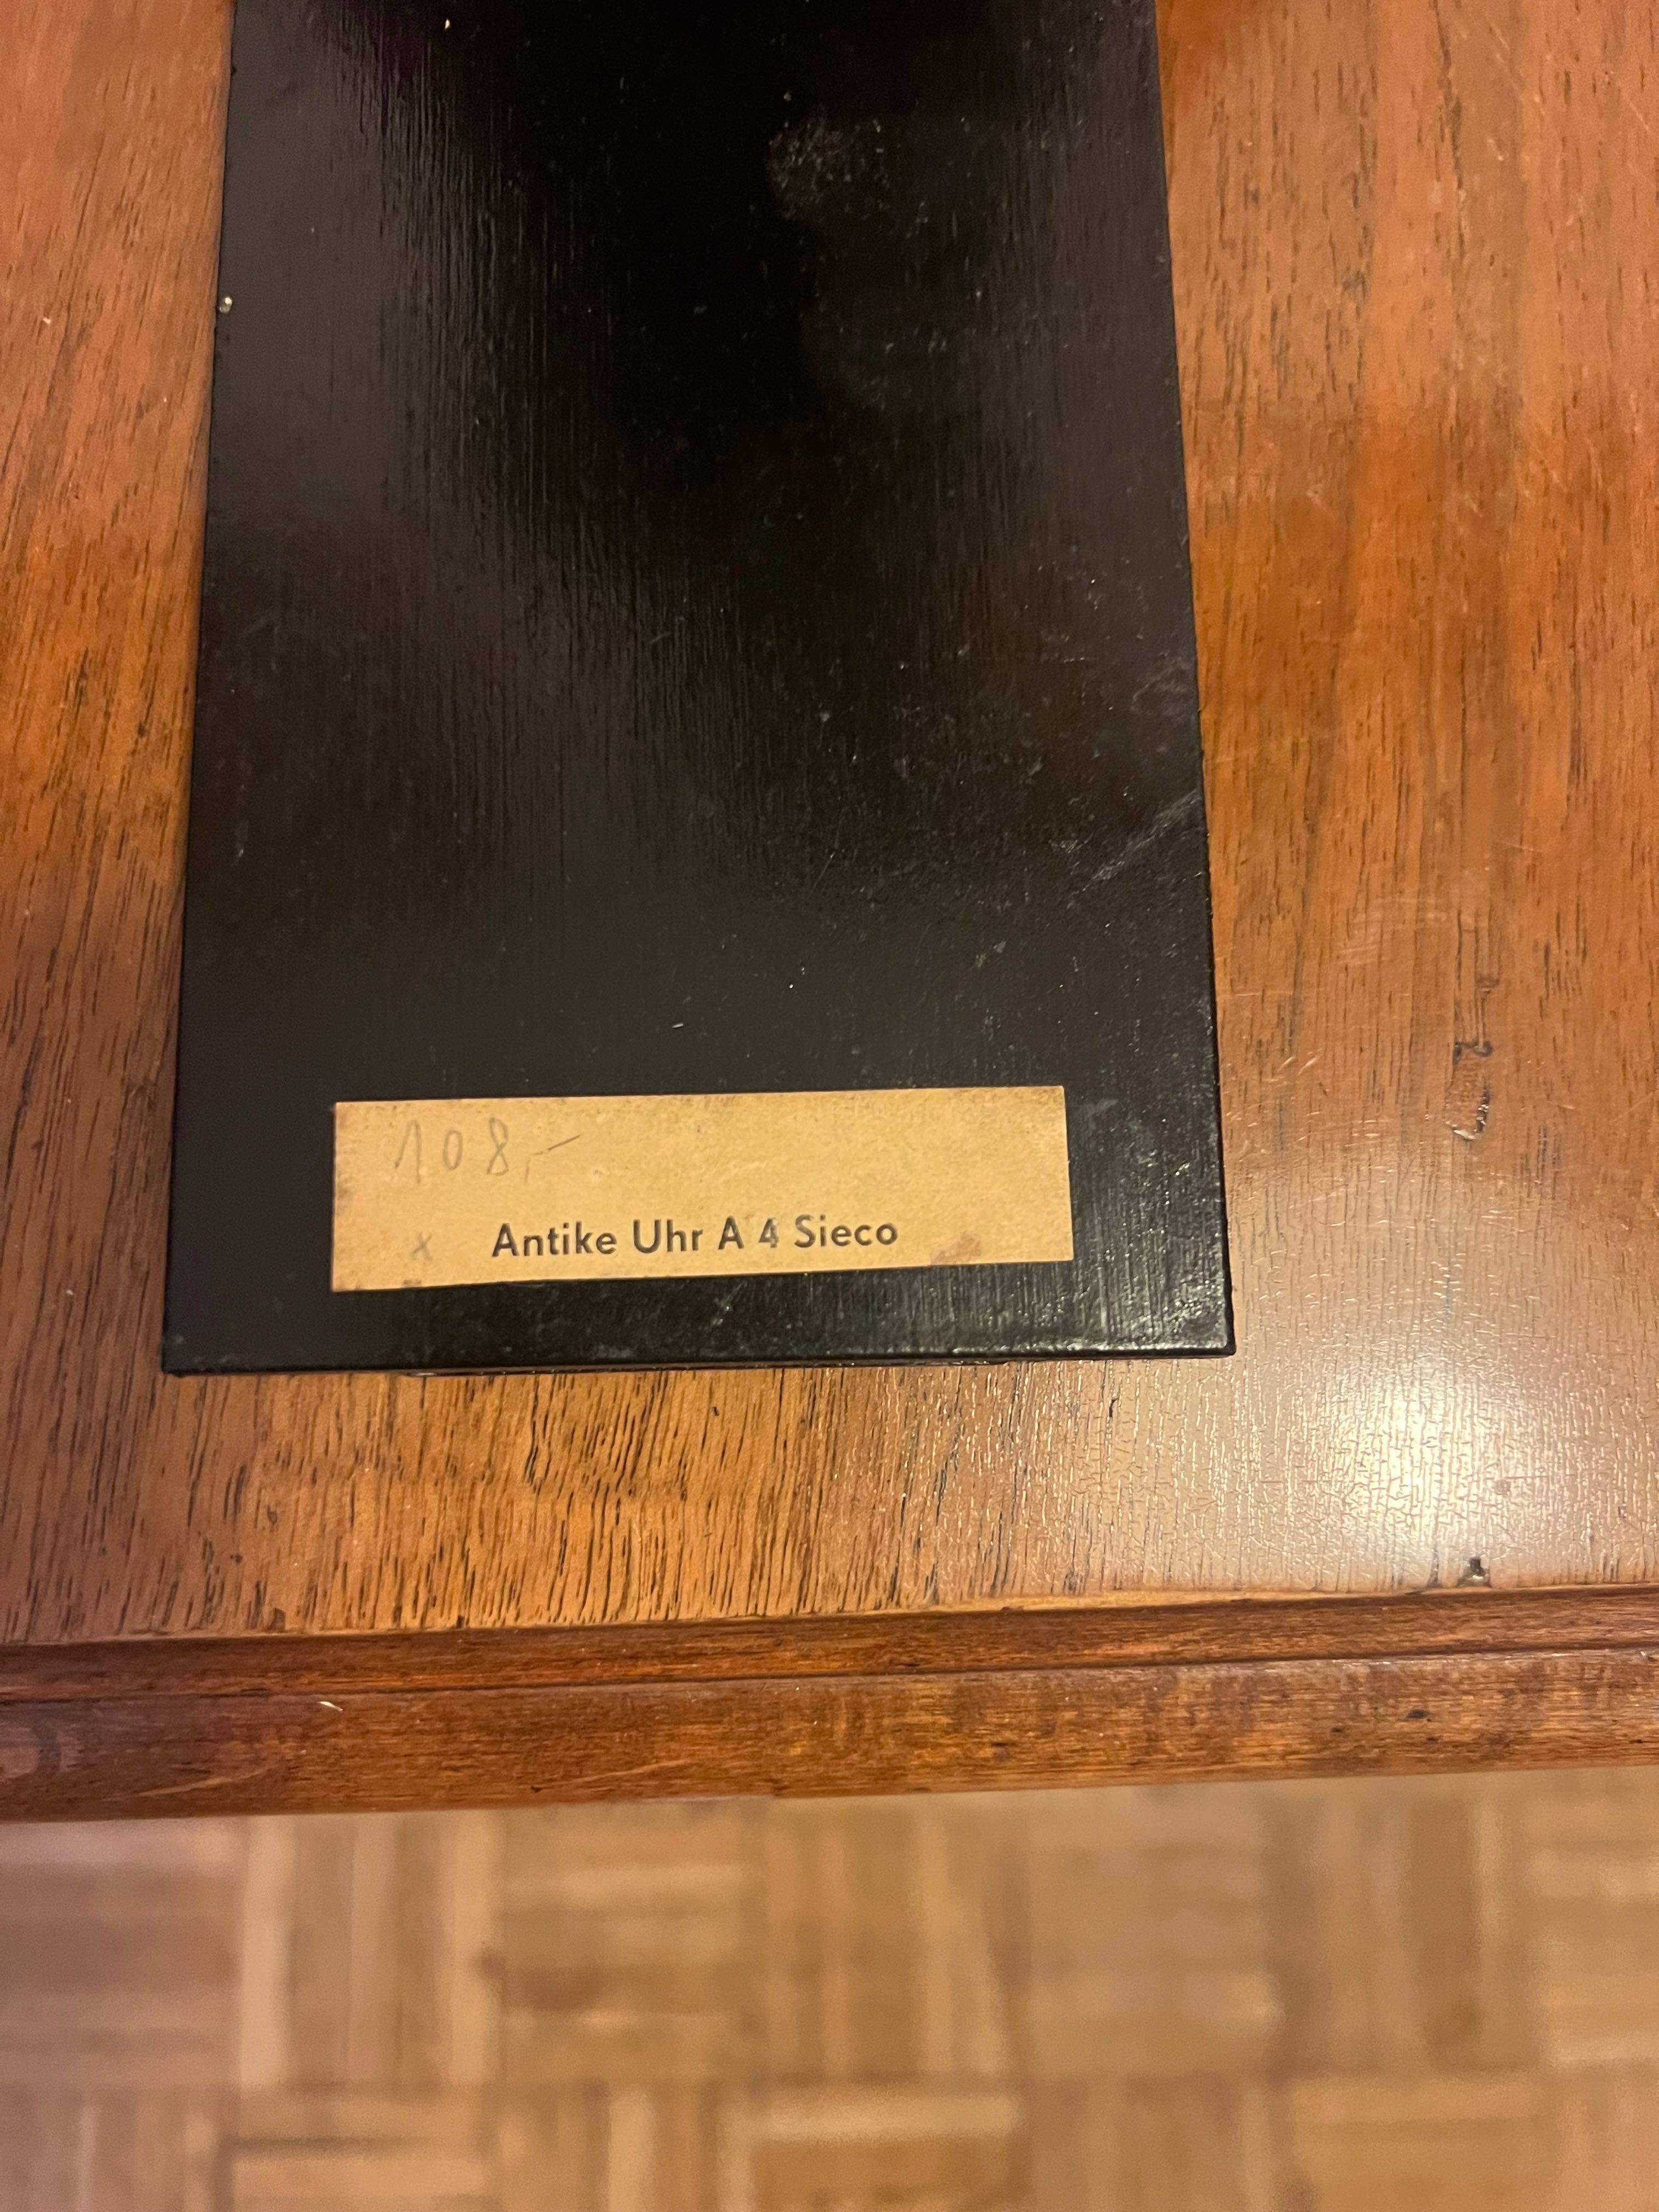 108,-
x Antike Uhr A 4 Sieco